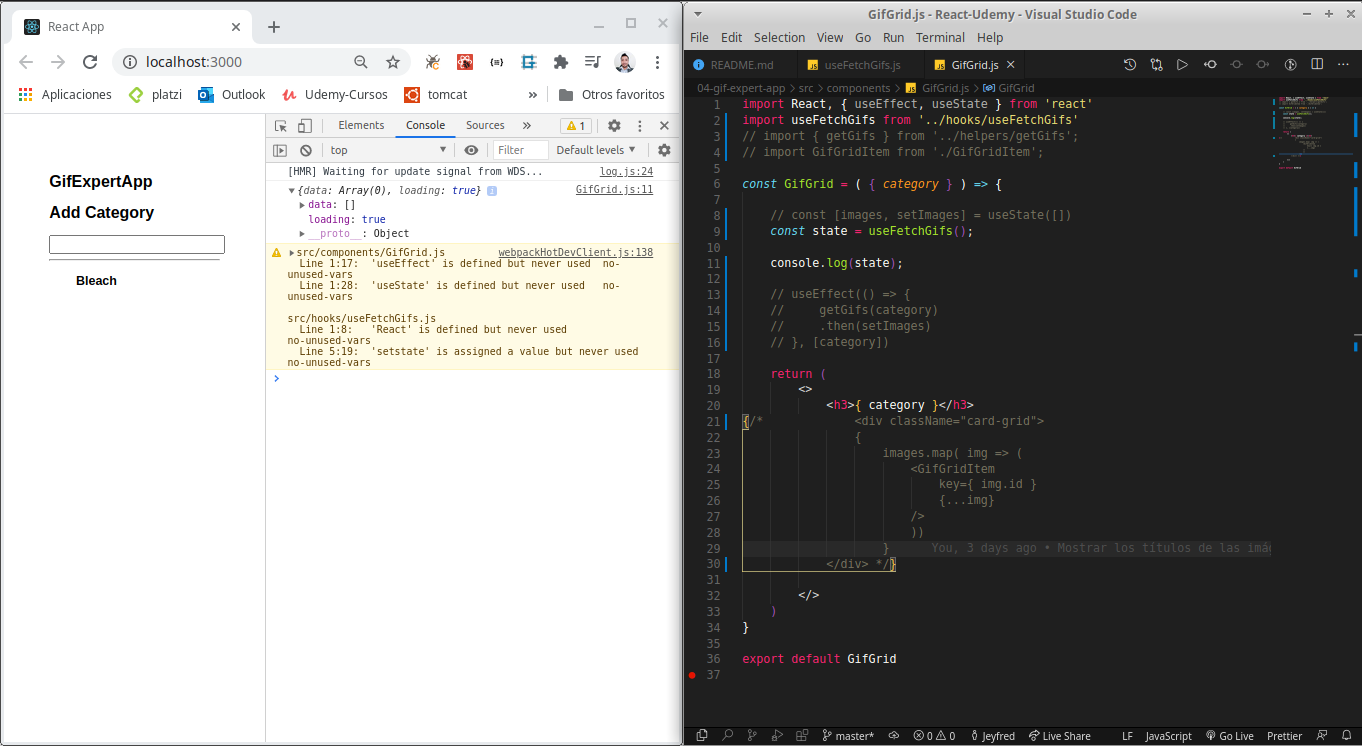 React App
localhost:3000
Aplicaciones
platzi
Outlook
Udemy-Cursos
tomcat
»
Otros favoritos
GifExpertApp
Add Category
Bleach
Elements
Console
Sources
»
1
top
Filter
Default levels
[HMR] Waiting for update signal from WDS... log.js:24
{data: Array(0), loading: true} GifGrid.js:11
data: []
loading: true
__proto__: Object
src/components/GifGrid.js webpackHotDevClient.js:138
Line 1:17: 'useEffect' is defined but never used no-
unused-vars
Line 1:28: 'useState' is defined but never used no-
unused-vars
src/hooks/useFetchGifs.js
Line 1:8: 'React' is defined but never used
no-unused-vars
Line 5:19: 'setstate' is assigned a value but never used
no-unused-vars
GifGrid.js - React-Udemy - Visual Studio Code
File Edit Selection View Go Run Terminal Help
README.md
useFetchGifs.js
GifGrid.js
04-gif-expert-app > src > components > GifGrid.js > GifGrid
1 import React, { useEffect, useState } from 'react'
2 import useFetchGifs from '../hooks/useFetchGifs'
3 // import { getGifs } from '../helpers/getGifs';
4 // import GifGridItem from './GifGridItem';
5
6 const GifGrid = ( { category } ) => {
7
8 // const [images, setImages] = useState([])
9 const state = useFetchGifs();
10
11 console.log(state);
12
13 // useEffect(() => {
14 // getGifs(category)
15 // .then(setImages)
16 // }, [category])
17
18 return (
19 <>
20 <h3>{ category }</h3>
21 {/* <div className="card-grid">
22 {
23 images.map( img => (
24 <GifGridItem
25 key={ img.id }
26 {...img}
27 />
28 ))
29 } You, 3 days ago • Mostrar los titulos de las imá
30 </div> */}
31
32 </>
33 )
34 }
35
36 export default GifGrid
37
master* 0 0 Jeyfred Live Share LF JavaScript Go Live Prettier